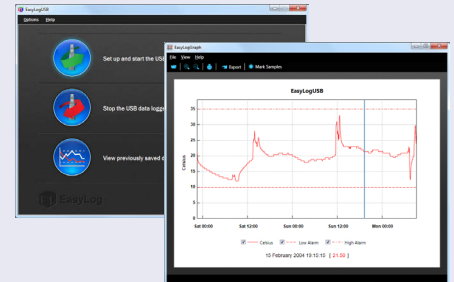 EasyLogUSB
Options Help
Set up and start the USB
Stop the USB data logge
View previously saved d
EasyLog
EasyLogGraph
File View Help
Export Mark Samples
EasyLogUSB
Celsius
35
30
25
20
15
10
5
0
Sat 00:00 Sat 12:00 Sun 00:00 Sun 12:00 Mon 00:00
Celsius Low Alarm High Alarm
15 February 2004 19:10:15 [ 21.50 ]